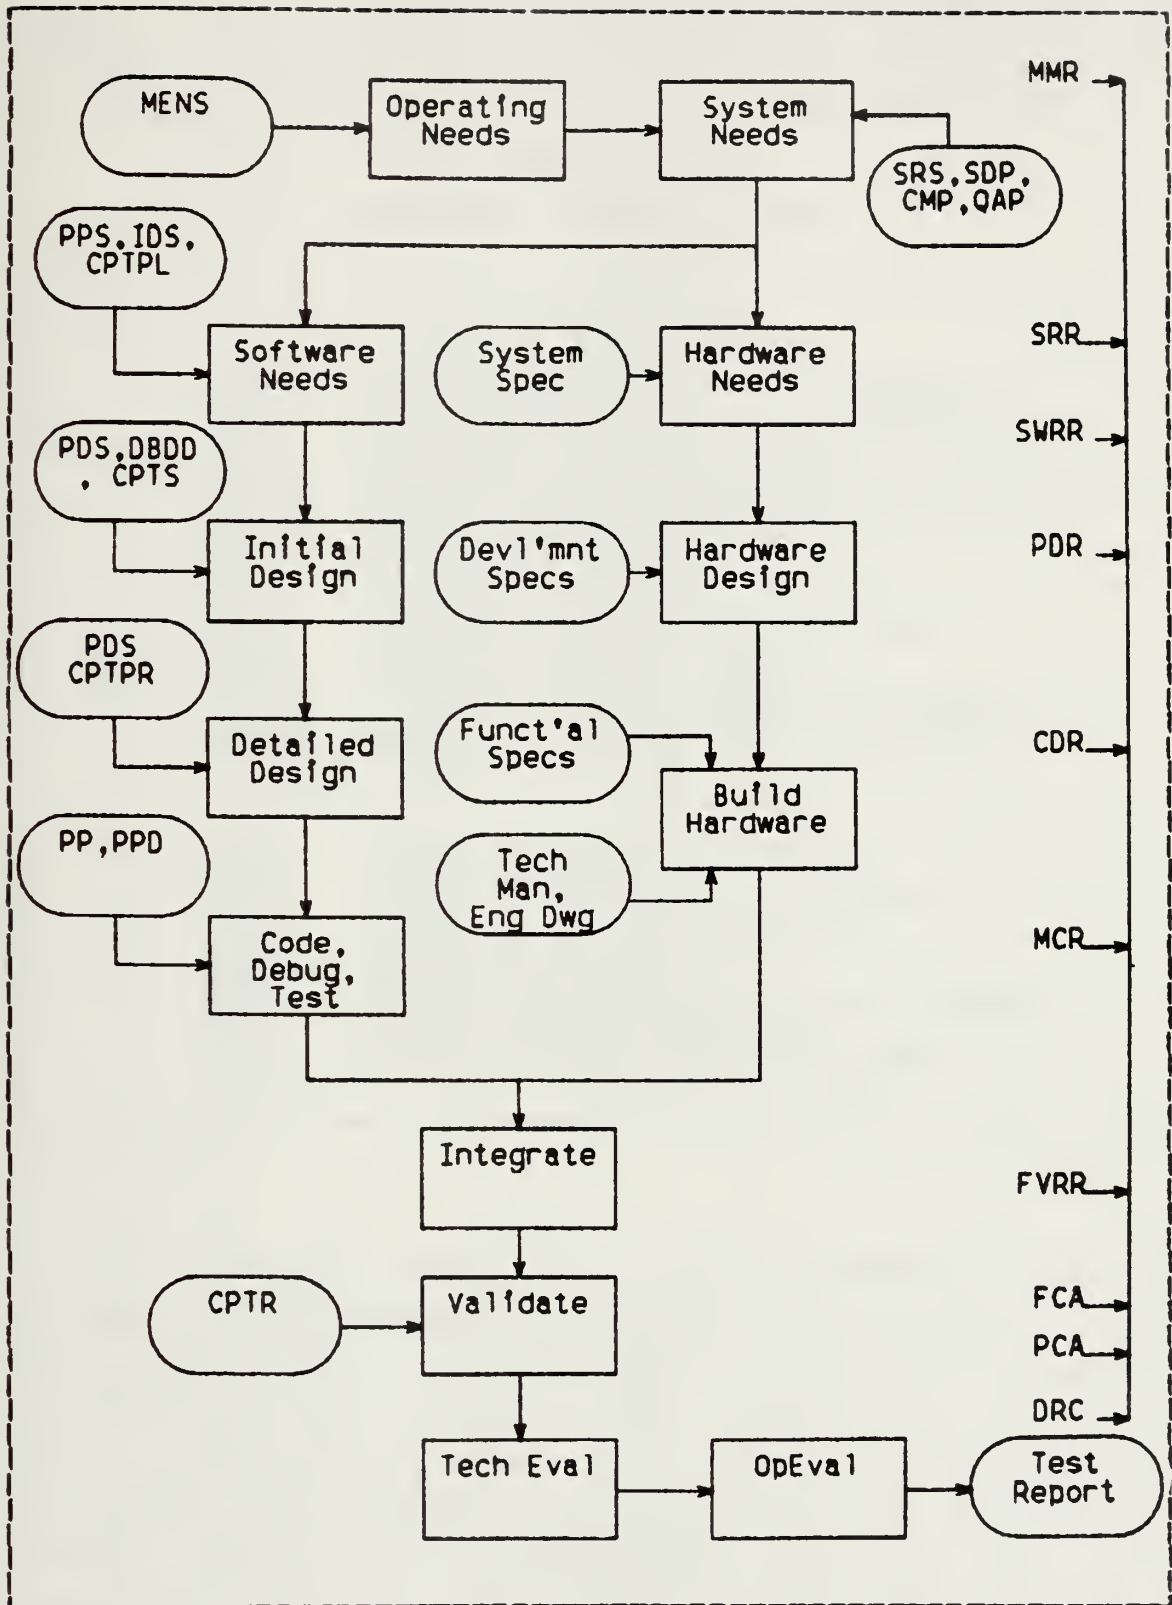 MENS
Operating
Needs
System
Needs
MMR
SRS,SDP,
CMP,QAP
PPS,IDS,
CPTPL
Software
Needs
System
Spec
Hardware
Needs
SRR
SWRR
PDS,DBDD
, CPTS
Initial
Design
Devl'mnt
Specs
Hardware
Design
PDR
PDS
CPTPR
Detailed
Design
Funct'al
Specs
Build
Hardware
CDR
PP,PPD
Tech
Man,
Eng Dwg
Code,
Debug,
Test
MCR
Integrate
FVRR
CPTR
Validate
FCA
PCA
DRC
Tech Eval
OpEval
Test
Report